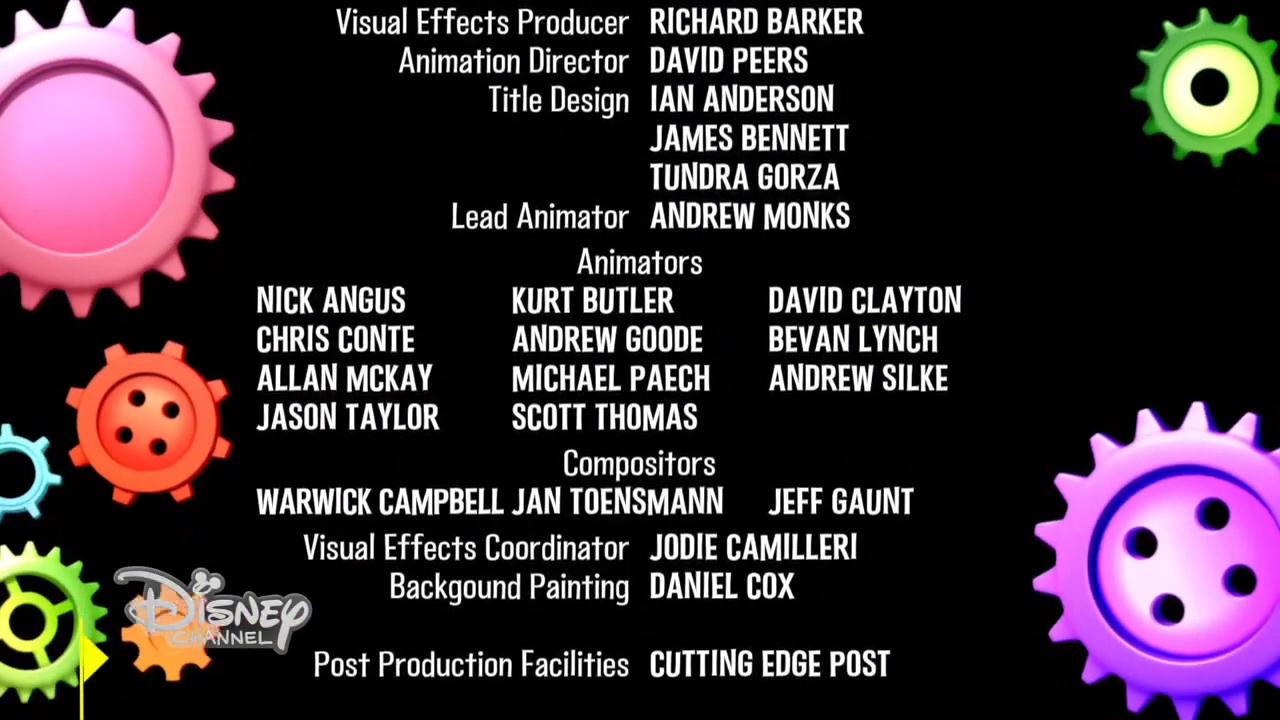 Visual Effects Producer RICHARD BARKER
Animation Director DAVID PEERS
Title Design IAN ANDERSON
JAMES BENNETT
TUNDRA GORZA
Lead Animator ANDREW MONKS
Animators
NICK ANGUS KURT BUTLER DAVID CLAYTON
CHRIS CONTE ANDREW GOODE BEVAN LYNCH
ALLAN MCKAY MICHAEL PAECH ANDREW SILKE
JASON TAYLOR SCOTT THOMAS
Compositors
WARWICK CAMPBELL JAN TOENSMANN JEFF GAUNT
Visual Effects Coordinator JODIE CAMILLERI
Backgound Painting DANIEL COX
DISNEY
CHANNEL
Post Production Facilities CUTTING EDGE POST